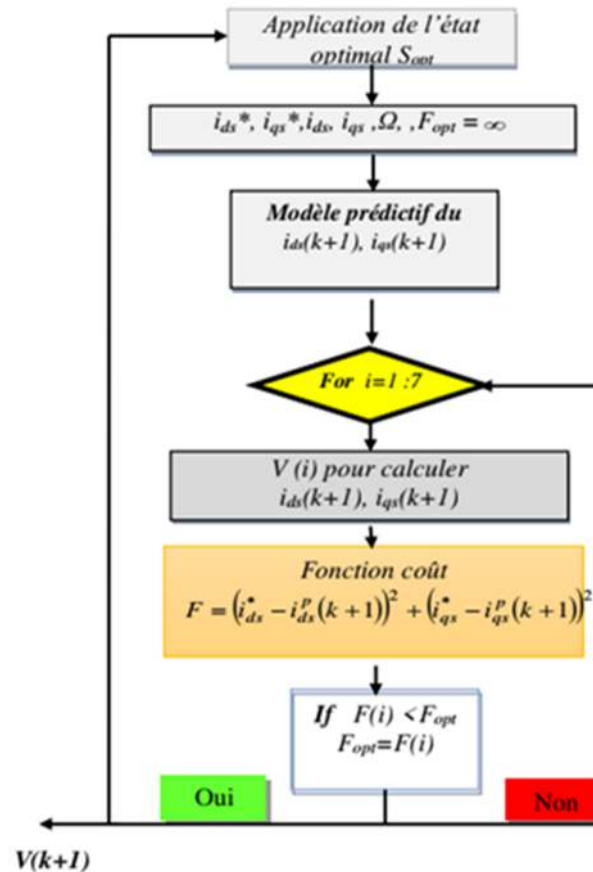 Application de l'état
optimal Sopt
ids*, iqs*,ids, iqs ,Ω, ,Fopt = ∞
Modèle prédictif du
ids(k+1), iqs(k+1)
For i=1 :7
V (i) pour calculer
ids(k+1), iqs(k+1)
Fonction coût
F = (i*ds − i^p ds(k + 1))² + (i*qs − i^p qs(k + 1))²
If F(i) <Fopt
Fopt=F(i)
Oui
Non
V(k+1)